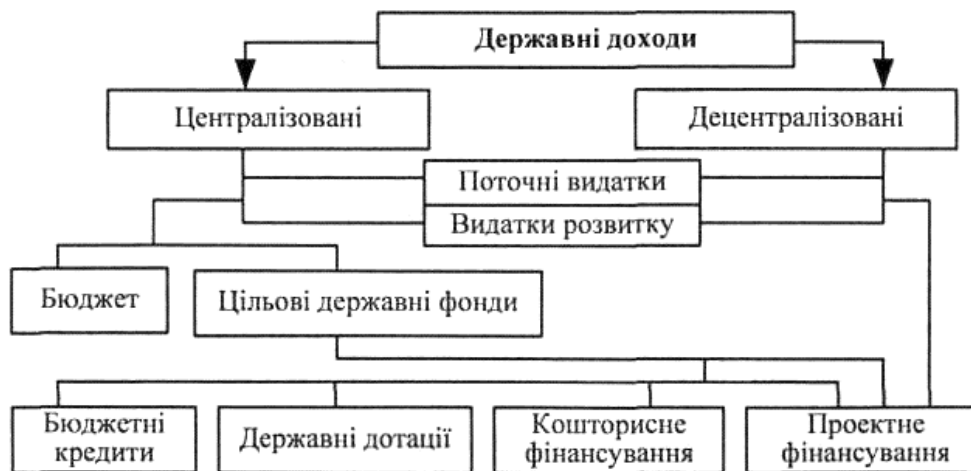 Державні доходи
Централізовані
Децентралізовані
Поточні видатки
Видатки розвитку
Бюджет
Цільові державні фонди
Бюджетні
кредити
Державні дотації
Кошторисне
фінансування
Проектне
фінансування